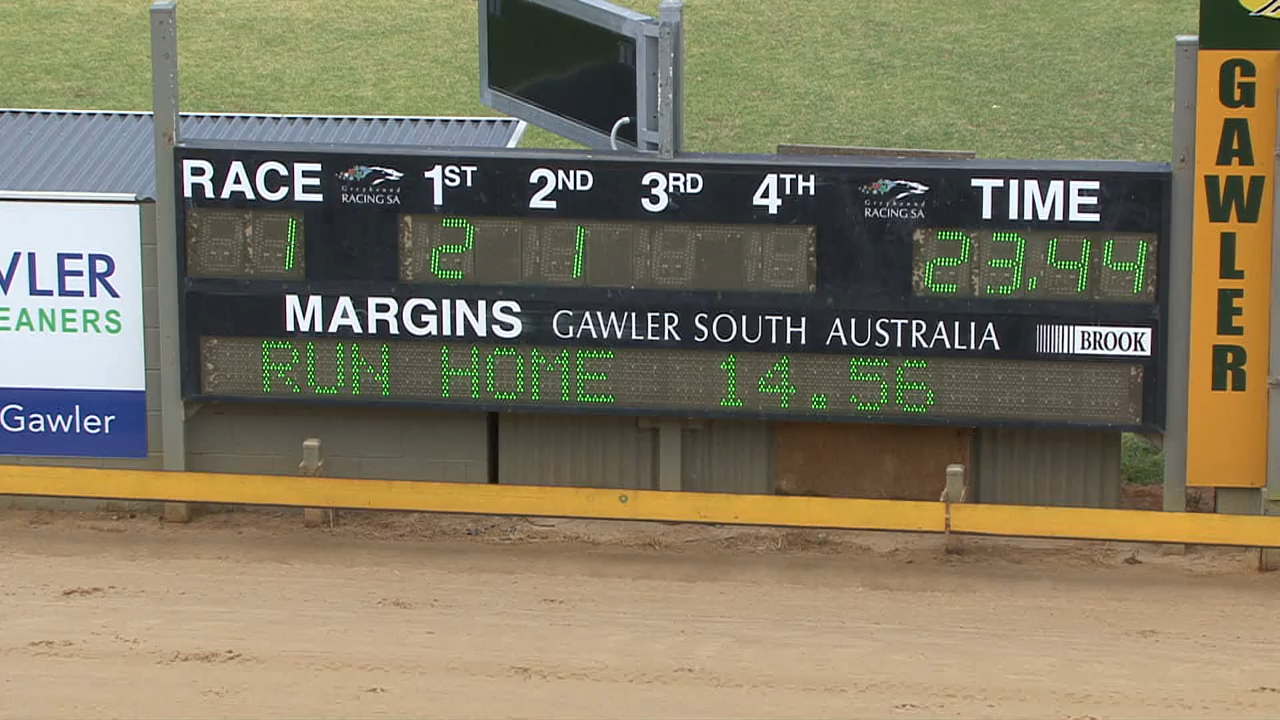 RACE
Greyhound
RACING SA
1ST 2ND 3RD 4TH
Greyhound
RACING SA
TIME
1 2 1 23.44
MARGINS GAWLER SOUTH AUSTRALIA BROOK
RUN HOME 14.56
GAWLER
EANERS
Gawler